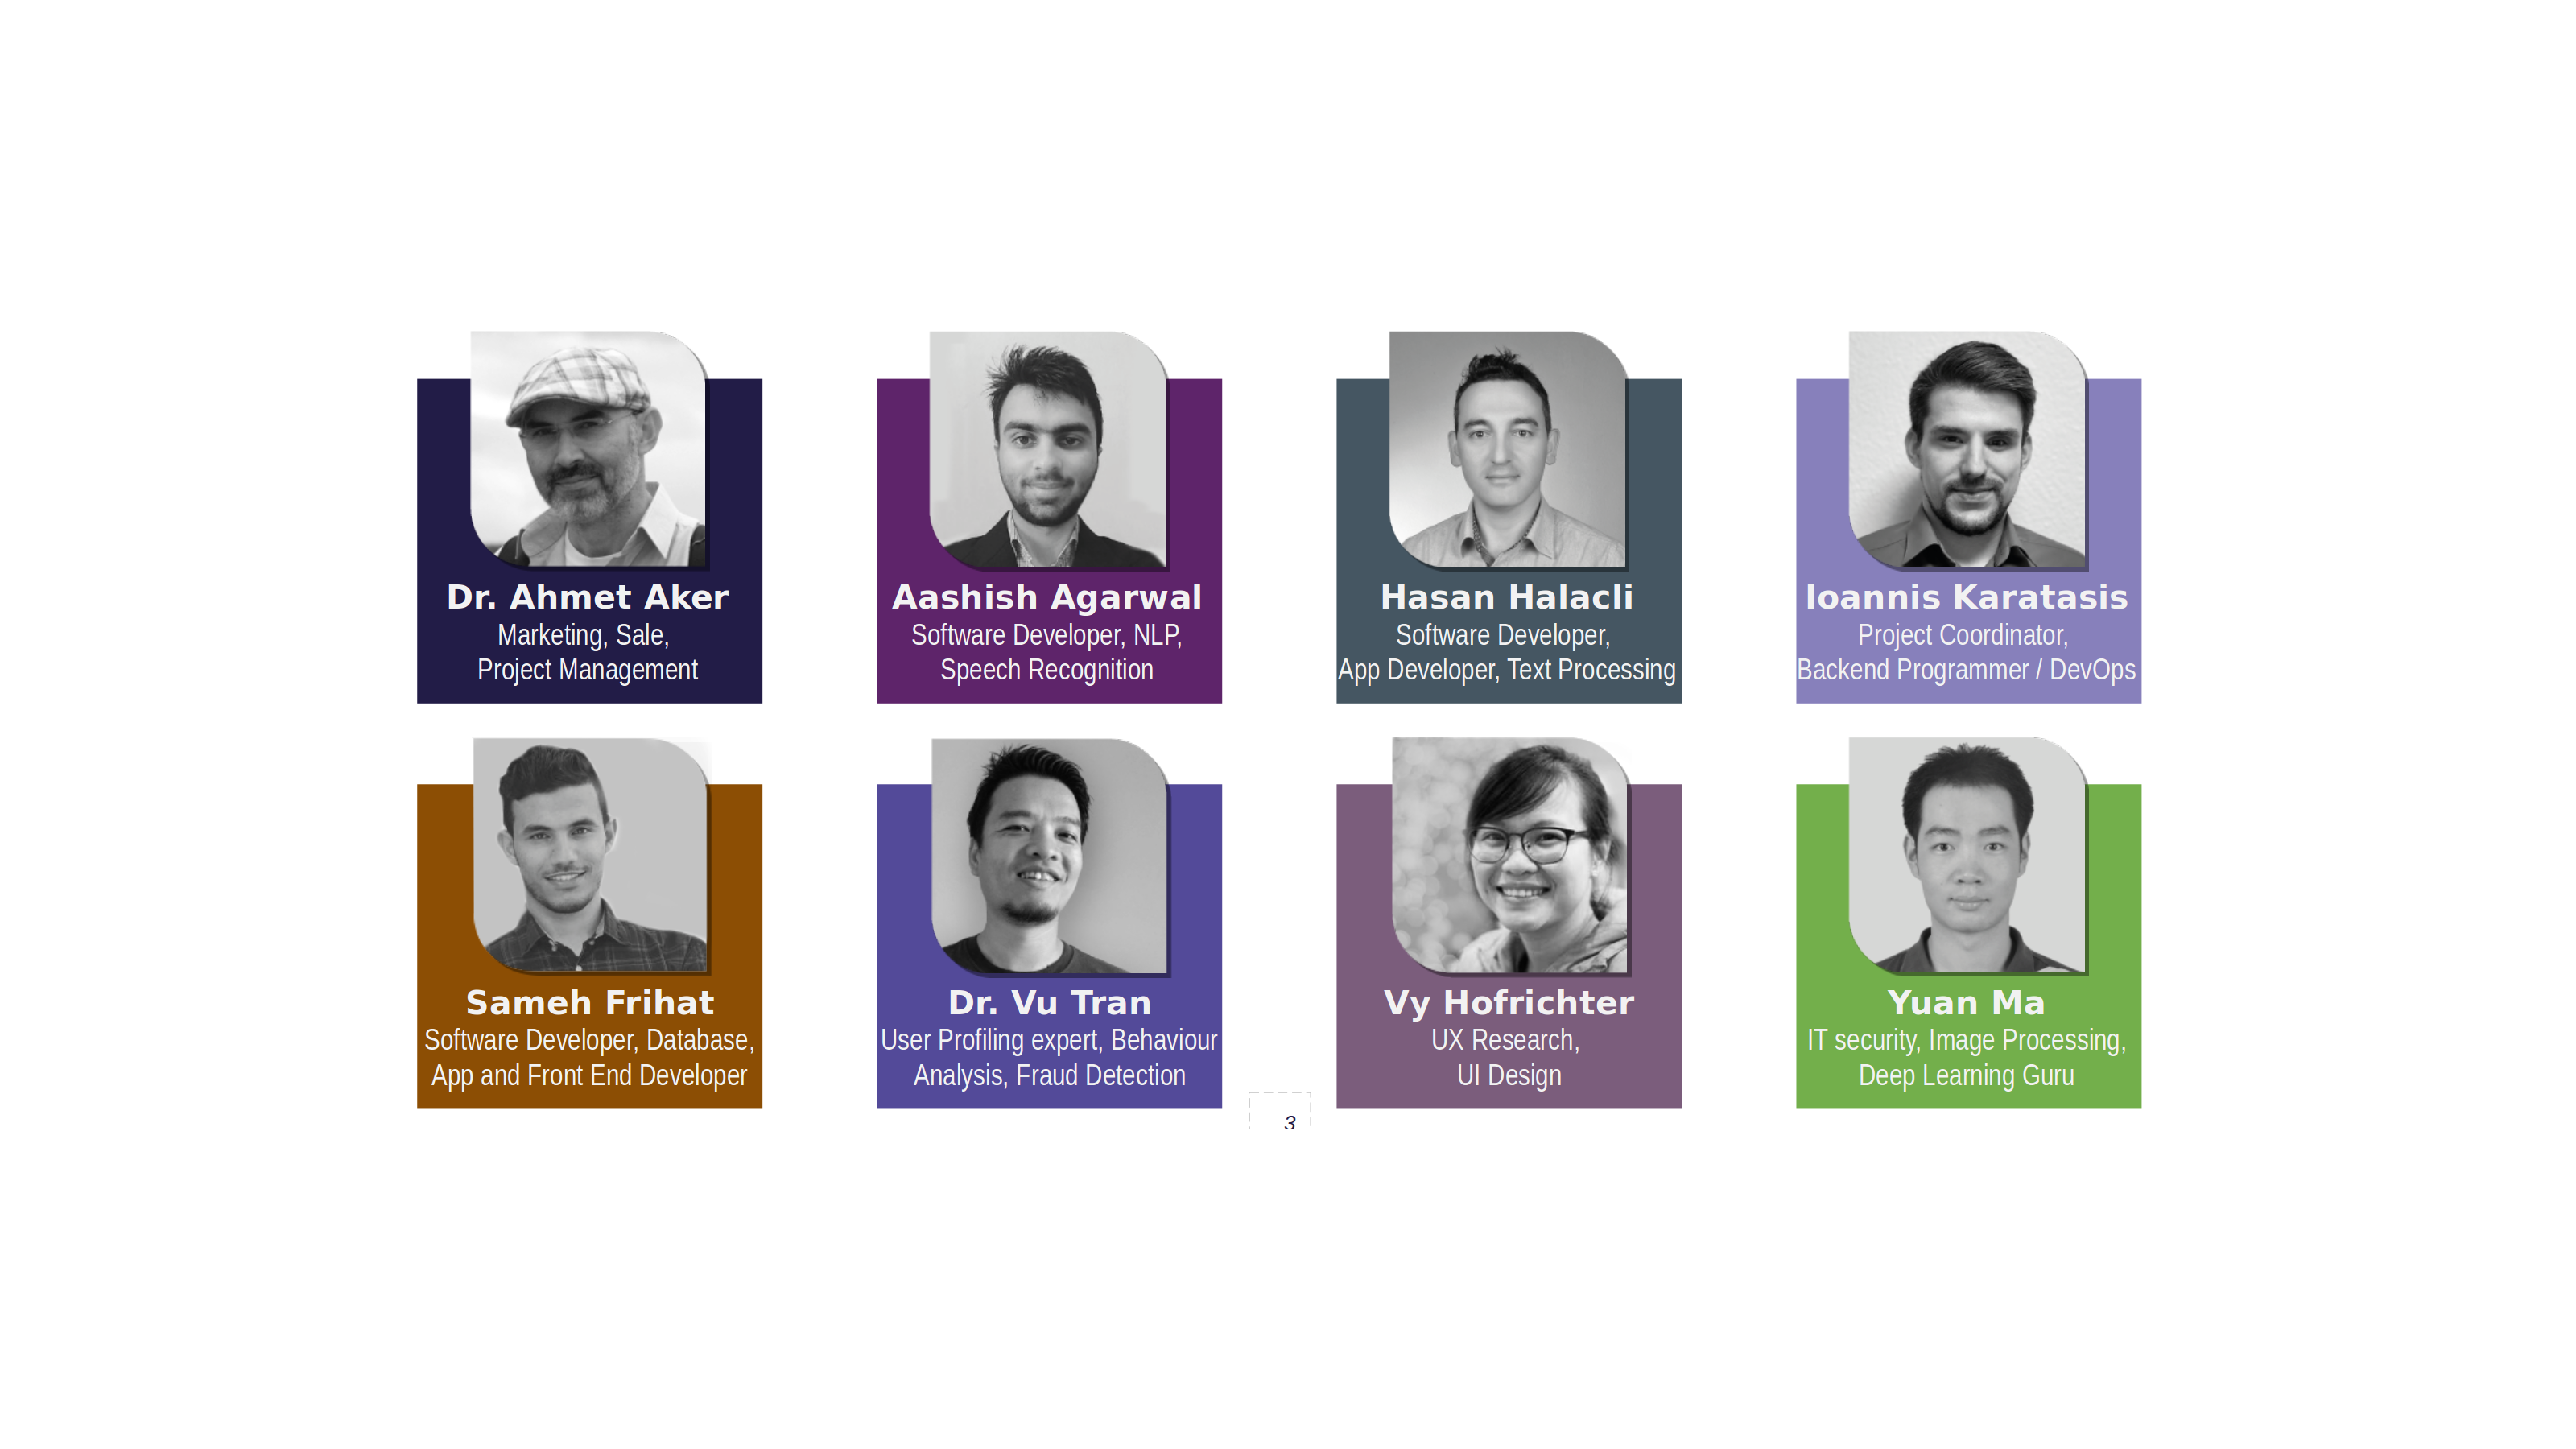 Dr. Ahmet Aker
Marketing, Sale,
Project Management
Aashish Agarwal
Software Developer, NLP,
Speech Recognition
Hasan Halacli
Software Developer,
App Developer, Text Processing
Ioannis Karatasis
Project Coordinator,
Backend Programmer / DevOps
Sameh Frihat
Software Developer, Database,
App and Front End Developer
Dr. Vu Tran
User Profiling expert, Behaviour
Analysis, Fraud Detection
Vy Hofrichter
UX Research,
UI Design
Yuan Ma
IT security, Image Processing,
Deep Learning Guru
3